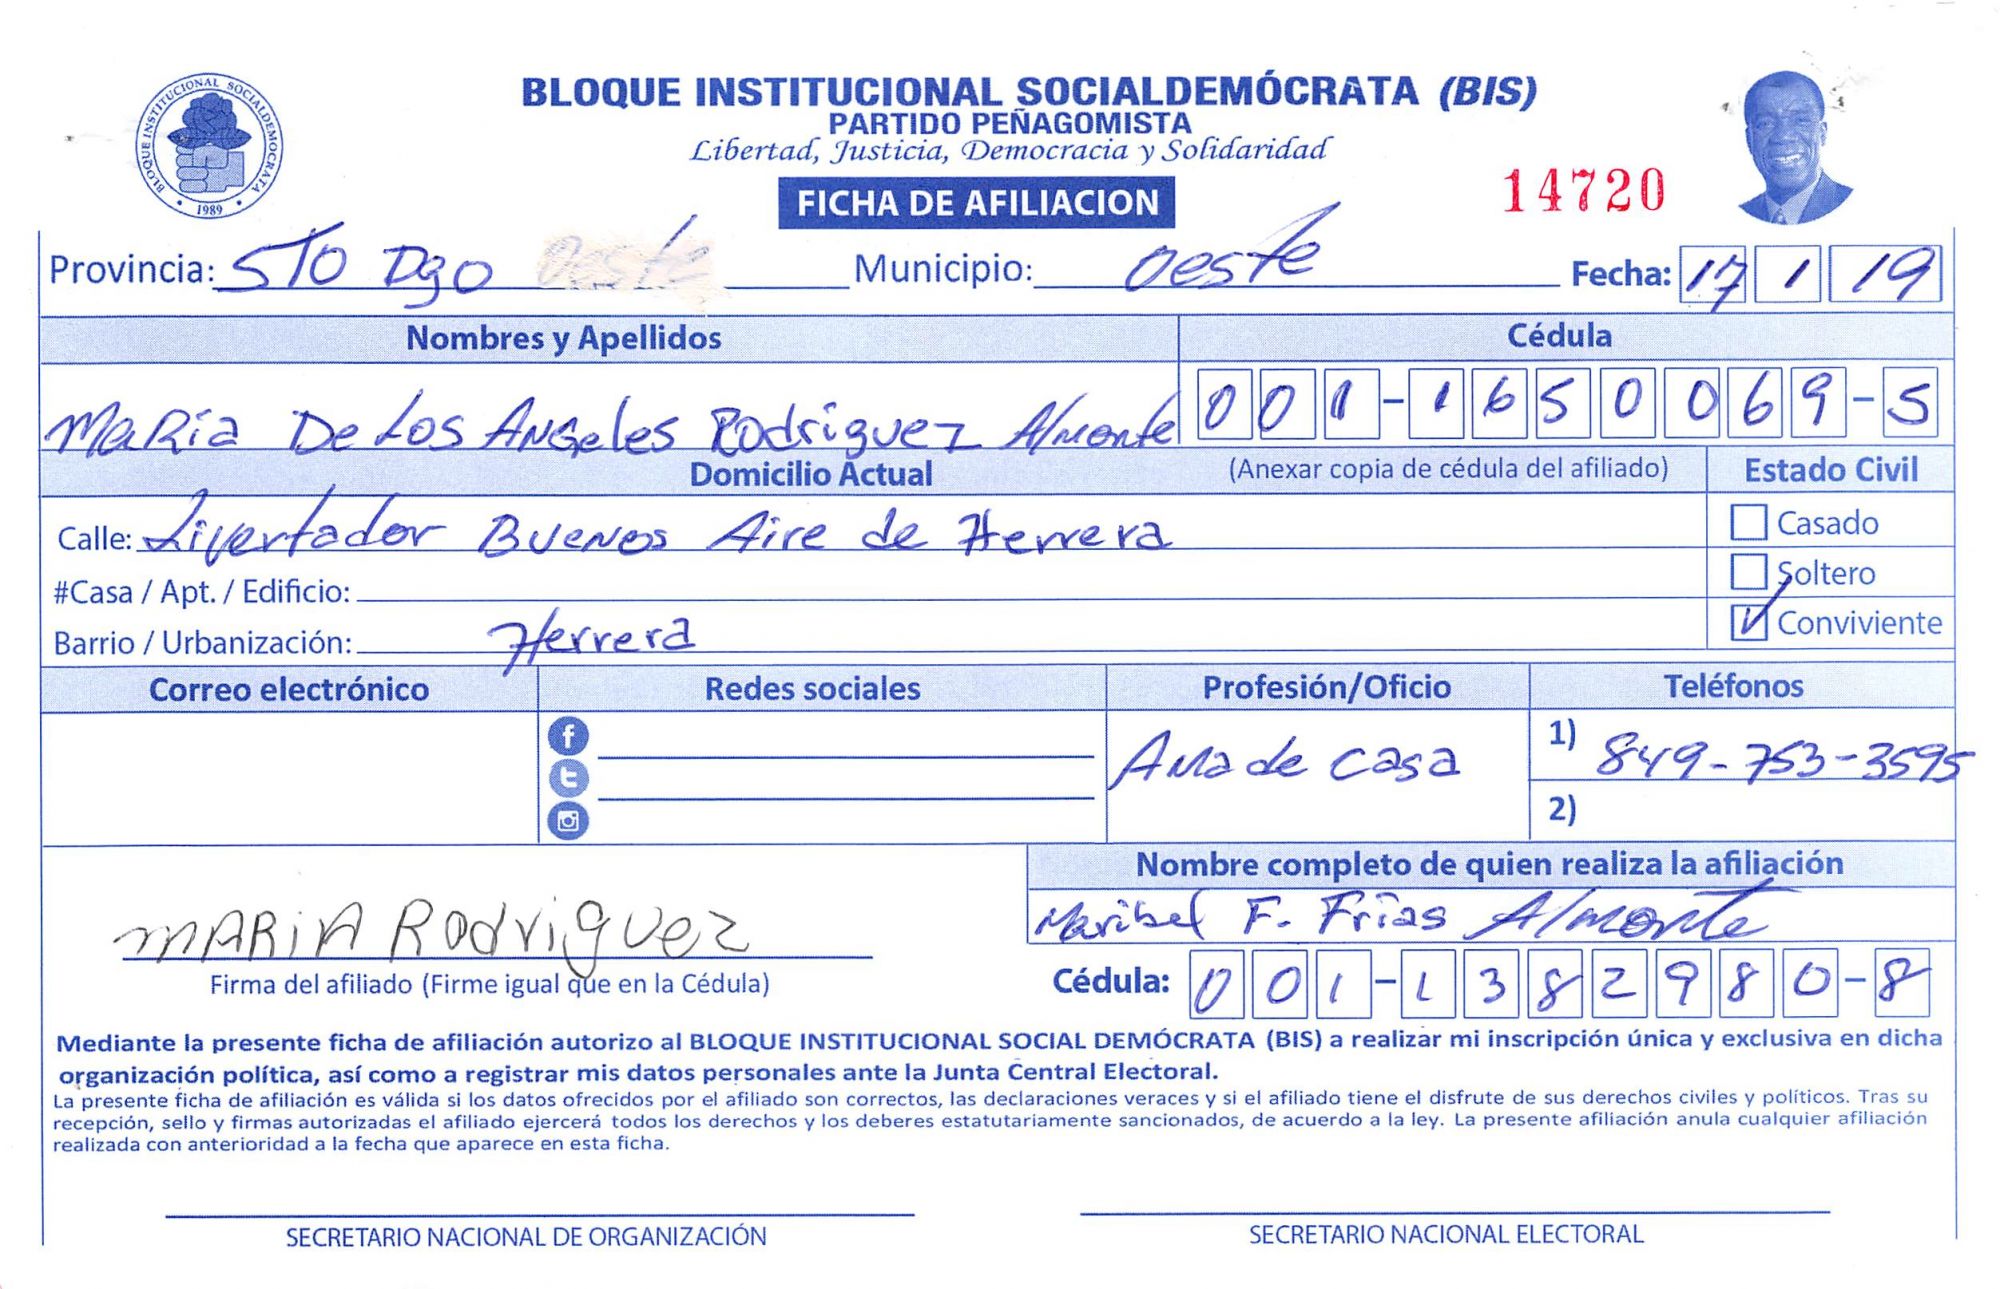 BLOQUE INSTITUCIONAL SOCIALDEMOCRATA
1989
BLOQUE INSTITUCIONAL SOCIALDEMÓCRATA (BIS)
PARTIDO PEÑAGOMISTA
Libertad, Justicia, Democracia y Solidaridad
FICHA DE AFILIACION
14720
Provincia: STO Dgo Oeste Municipio: Oeste Fecha: 17 1 19
Nombres y Apellidos Cédula
MaRia De Los Angeles Rodriguez Almonte 001-1650069-5
Domicilio Actual (Anexar copia de cédula del afiliado) Estado Civil
Calle: Livertador Buenos Aire de Herrera Casado
#Casa / Apt. / Edificio: Soltero
Barrio / Urbanización: Herrera Conviviente
Correo electrónico Redes sociales Profesión/Oficio Teléfonos
Ama de casa 1) 849-753-3595
2)
Nombre completo de quien realiza la afiliación
Maribel F. Frias Almonte
MARiA Rodriguez
Firma del afiliado (Firme igual que en la Cédula) Cédula: 001-1382980-8
Mediante la presente ficha de afiliación autorizo al BLOQUE INSTITUCIONAL SOCIAL DEMÓCRATA (BIS) a realizar mi inscripción única y exclusiva en dicha
organización política, así como a registrar mis datos personales ante la Junta Central Electoral.
La presente ficha de afiliación es válida si los datos ofrecidos por el afiliado son correctos, las declaraciones veraces y si el afiliado tiene el disfrute de sus derechos civiles y políticos. Tras su
recepción, sello y firmas autorizadas el afiliado ejercerá todos los derechos y los deberes estatutariamente sancionados, de acuerdo a la ley. La presente afiliación anula cualquier afiliación
realizada con anterioridad a la fecha que aparece en esta ficha.
SECRETARIO NACIONAL DE ORGANIZACIÓN SECRETARIO NACIONAL ELECTORAL